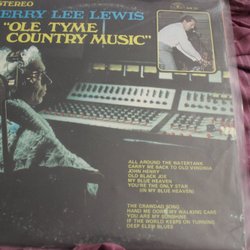 STEREO
ERRY LEE LEWIS
"OLE TYME
COUNTRY MUSIC"
ALL AROUND THE WATERTANK
CARRY ME BACK TO OLD VIRGINIA
JOHN HENRY
OLD BLACK JOE
MY BLUE HEAVEN
YOU'RE THE ONLY STAR
(IN MY BLUE HEAVEN)
THE CRAWDAD SONG
HAND ME DOWN MY WALKING CANE
YOU ARE MY SUNSHINE
IF THE WORLD KEEPS ON TURNING
DEEP ELEM BLUES